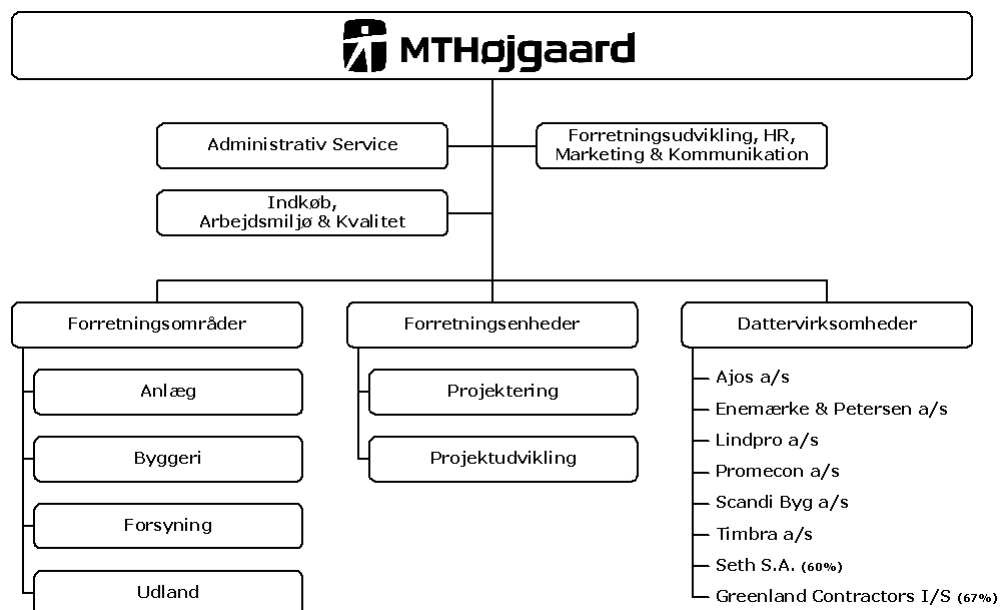 MTHøjgaard
Administrativ Service
Forretningsudvikling, HR,
Marketing & Kommunikation
Indkøb,
Arbejdsmiljø & Kvalitet
Forretningsområder
Anlæg
Byggeri
Forsyning
Udland
Forretningsenheder
Projektering
Projektudvikling
Dattervirksomheder
Ajos a/s
Enemærke & Petersen a/s
Lindpro a/s
Promecon a/s
Scandi Byg a/s
Timbra a/s
Seth S.A. (60%)
Greenland Contractors I/S (67%)